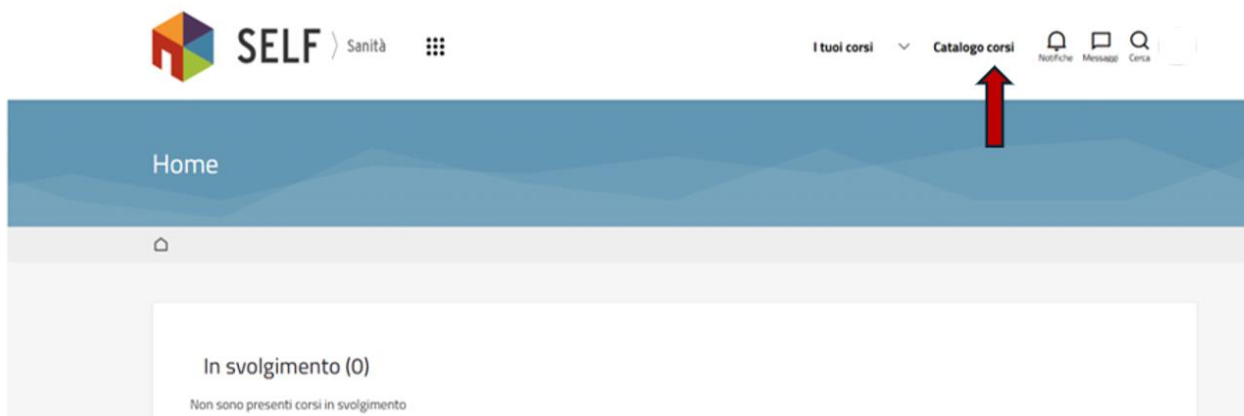 SELF Sanità
I tuoi corsi Catalogo corsi
Notifiche Messaggi Cerca
Home
In svolgimento (0)
Non sono presenti corsi in svolgimento